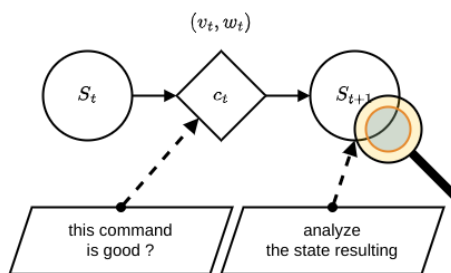 (v_t, w_t)
S_t
c_t
S_{t+1}
this command
is good ?
analyze
the state resulting